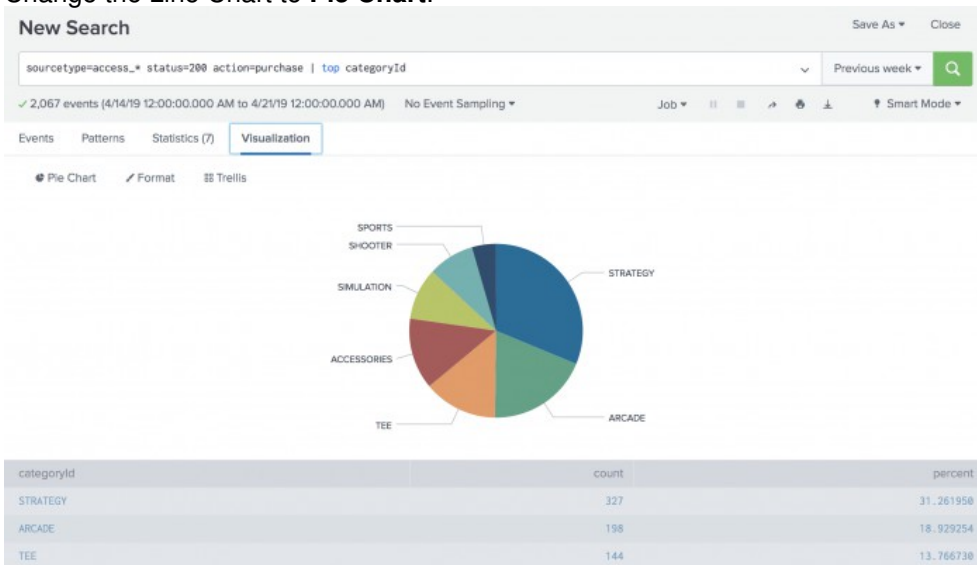 Change the Line Chart to Pie Chart.
New Search
Save As Close
sourcetype=access_* status=200 action=purchase | top categoryId
Previous week
2,067 events (4/14/19 12:00:00.000 AM to 4/21/19 12:00:00.000 AM) No Event Sampling Job Smart Mode
Events Patterns Statistics (7) Visualization
Pie Chart Format Trellis
SPORTS
SHOOTER
STRATEGY
SIMULATION
ACCESSORIES
ARCADE
TEE
categoryId count percent
STRATEGY 327 31.261950
ARCADE 198 18.929254
TEE 144 13.766730